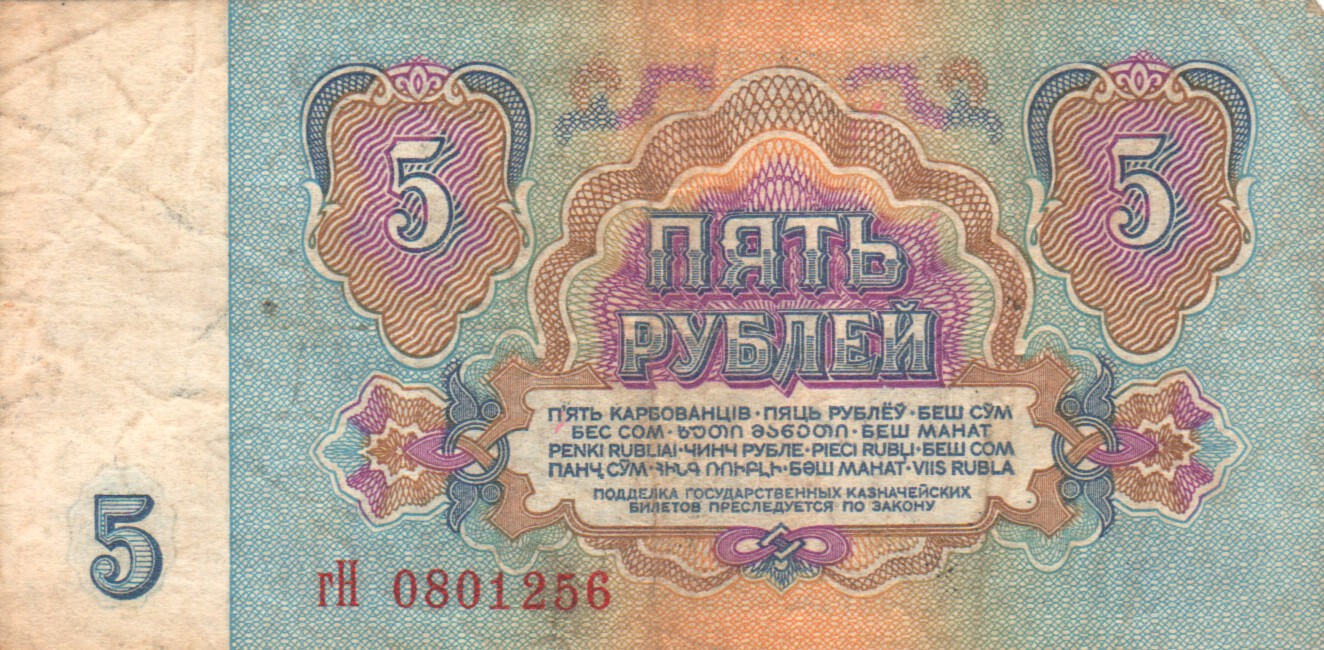 5
5
ПЯТЬ
РУБЛЕЙ
П'ЯТЬ КАРБОВАНЦІВ · ПЯЦЬ РУБЛЁЎ · БЕШ СЎМ
БЕС СОМ · ᲮᲣᲗᲘ ᲛᲐᲜᲔᲗᲘ · БЕШ МАНАТ
PENKI RUBLIAI · ЧИНЧ РУБЛЕ · PIECI RUBĻI · БЕШ СОМ
ПАНҶ СӮМ · ՀԻՆԳ ՌՈՒԲԼԻ · БӘШ МАНАТ · VIIS RUBLA
ПОДДЕЛКА ГОСУДАРСТВЕННЫХ КАЗНАЧЕЙСКИХ
БИЛЕТОВ ПРЕСЛЕДУЕТСЯ ПО ЗАКОНУ
5
гН 0801256